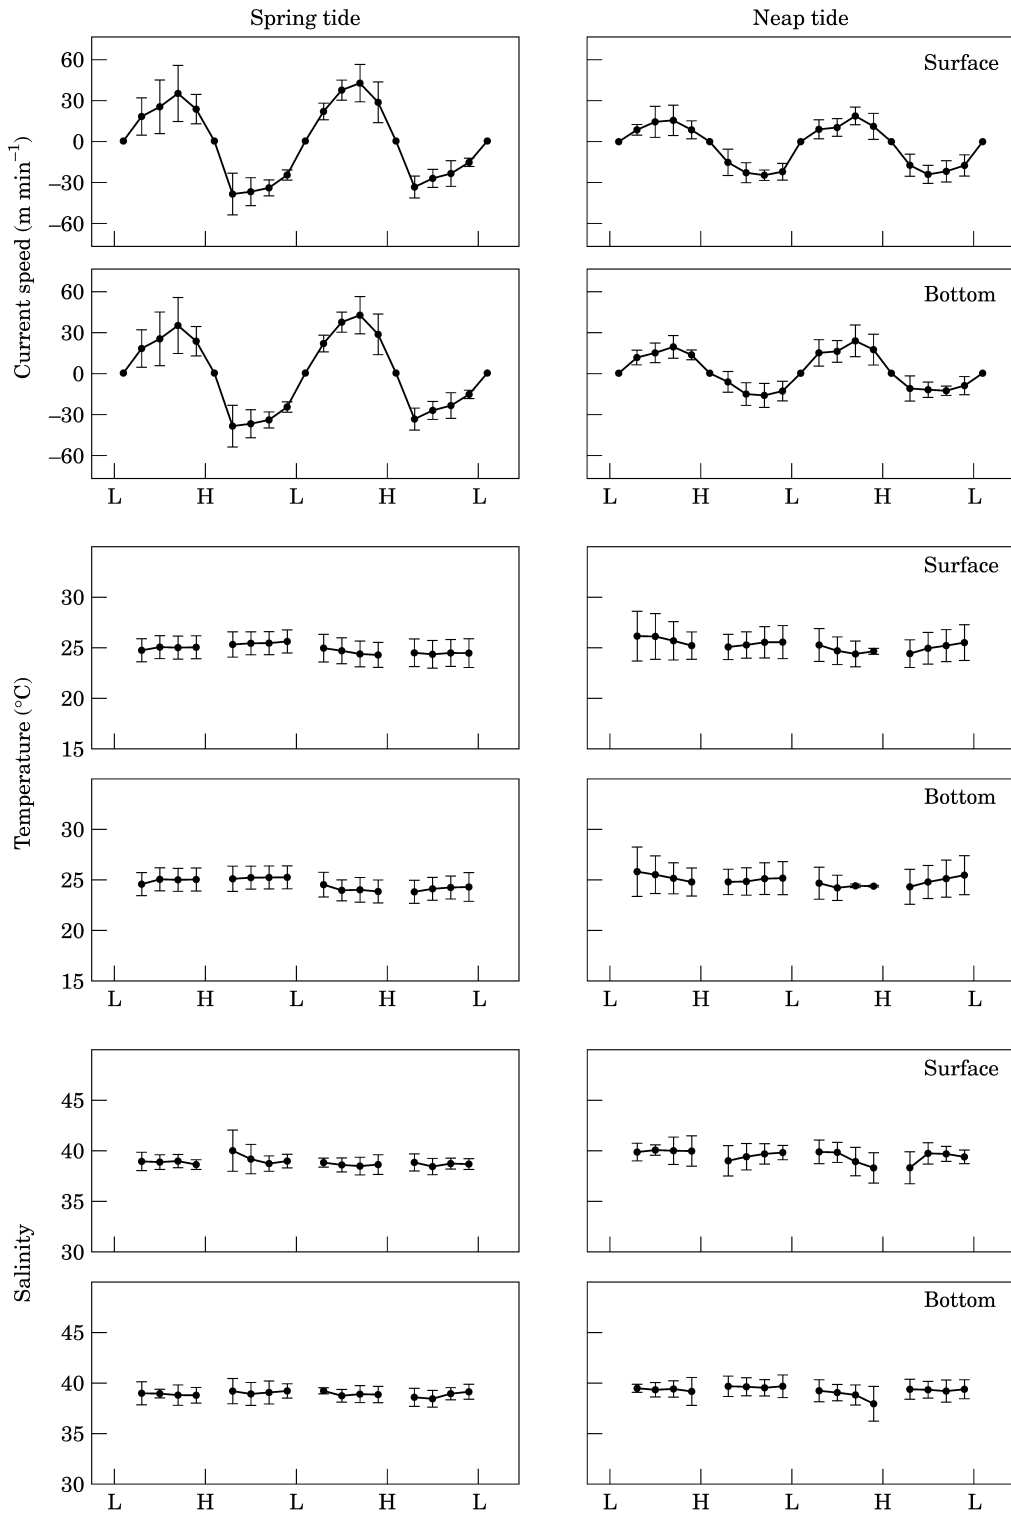 Spring tide
Neap tide
Current speed (m min−1)
60
30
0
−30
−60
Surface
60
30
0
−30
−60
Bottom
L H L H L
L H L H L
Temperature (°C)
30
25
20
15
Surface
30
25
20
15
Bottom
L H L H L
L H L H L
Salinity
45
40
35
30
Surface
45
40
35
30
Bottom
L H L H L
L H L H L